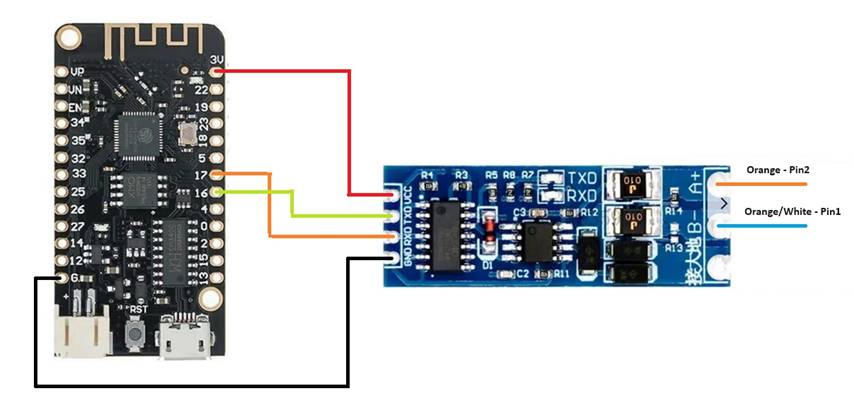 3V
VP
VN
22
EN
19
34
23
35
18
32
5
33
17
25
16
26
4
27
0
14
2
12
15
G
13
+
RST
R4
R3
R5
R8
R7
TXD
RXD
VCC
TXD
RXD
GND
C3
R12
D1
C2
R11
010
010
R14
R13
A+
B-
接大地
Orange - Pin2
Orange/White - Pin1